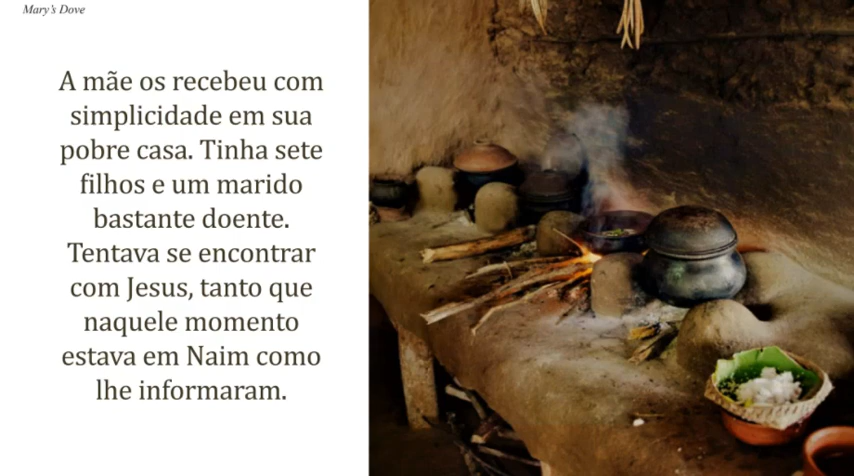 Mary's Dove
A mãe os recebeu com
simplicidade em sua
pobre casa. Tinha sete
filhos e um marido
bastante doente.
Tentava se encontrar
com Jesus, tanto que
naquele momento
estava em Naim como
lhe informaram.